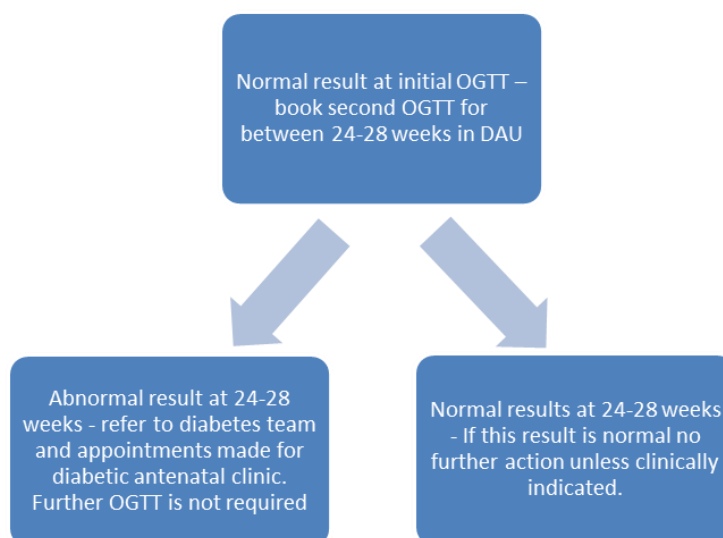 Normal result at initial OGTT –
book second OGTT for
between 24-28 weeks in DAU
Abnormal result at 24-28
weeks - refer to diabetes team
and appointments made for
diabetic antenatal clinic.
Further OGTT is not required
Normal results at 24-28 weeks
- If this result is normal no
further action unless clinically
indicated.